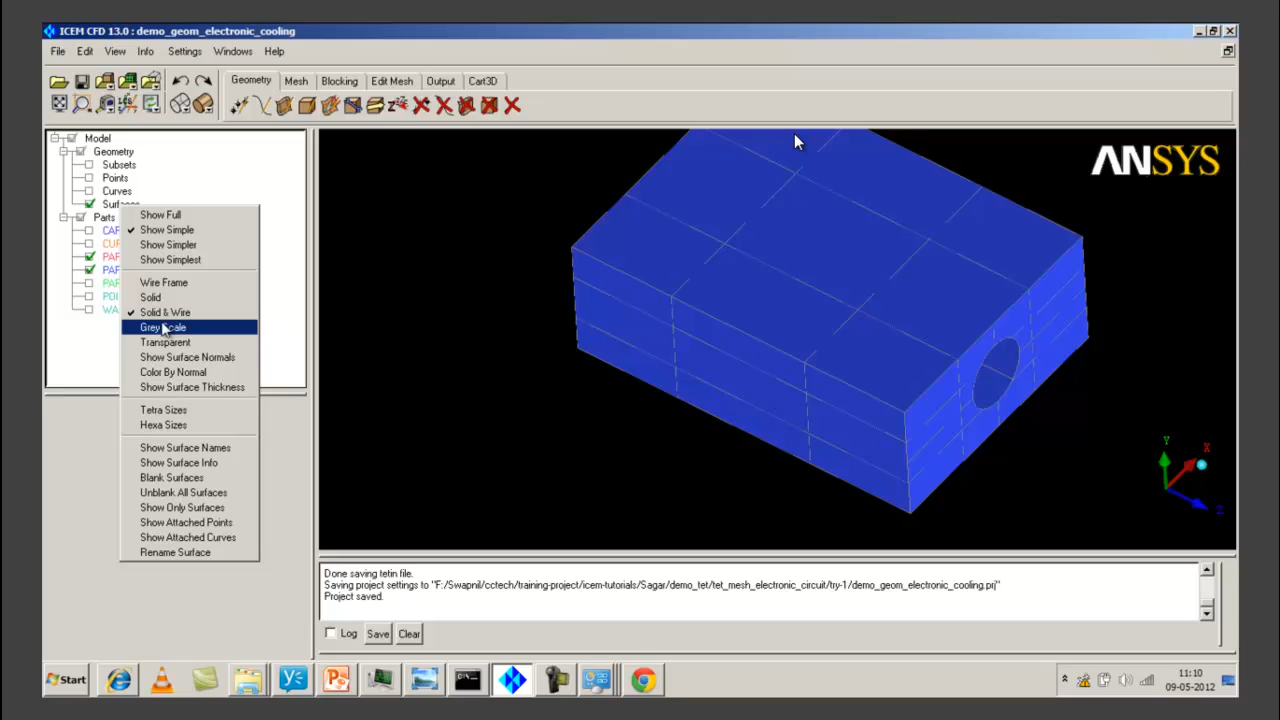 ICEM CFD 13.0 : demo_geom_electronic_cooling
File Edit View Info Settings Windows Help
Geometry Mesh Blocking Edit Mesh Output Cart3D
Model
Geometry
Subsets
Points
Curves
Parts
Show Full
Show Simple
Show Simpler
Show Simplest
Wire Frame
Solid
Solid & Wire
Grey Scale
Transparent
Show Surface Normals
Color By Normal
Show Surface Thickness
Tetra Sizes
Hexa Sizes
Show Surface Names
Show Surface Info
Blank Surfaces
Unblank All Surfaces
Show Only Surfaces
Show Attached Points
Show Attached Curves
Rename Surface
ANSYS
Y
X
Z
Done saving tetin file.
Saving project settings to "F:/Swapnil/cctech/training-project/icem-tutorials/Sagar/demo_tet/tet_mesh_electronic_circuit/try-1/demo_geom_electronic_cooling.prj"
Project saved.
Log Save Clear
Start
11:10
09-05-2012